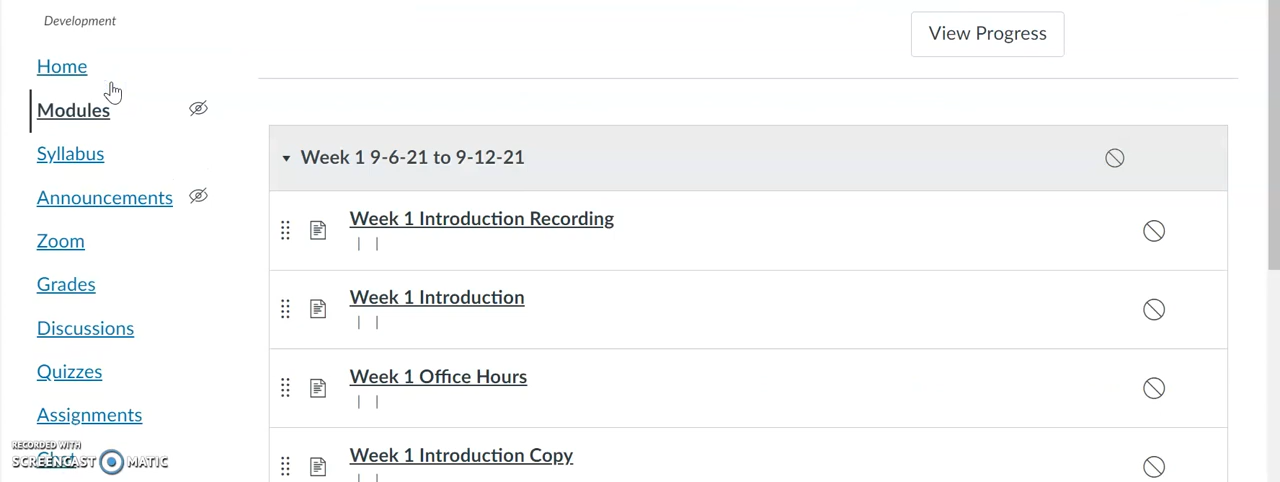 Development
View Progress
Home
Modules
Syllabus
Announcements
Zoom
Grades
Discussions
Quizzes
Assignments
Chat
RECORDED WITH
SCREENCAST MATIC
Week 1 9-6-21 to 9-12-21
Week 1 Introduction Recording
| |
Week 1 Introduction
| |
Week 1 Office Hours
| |
Week 1 Introduction Copy
| |